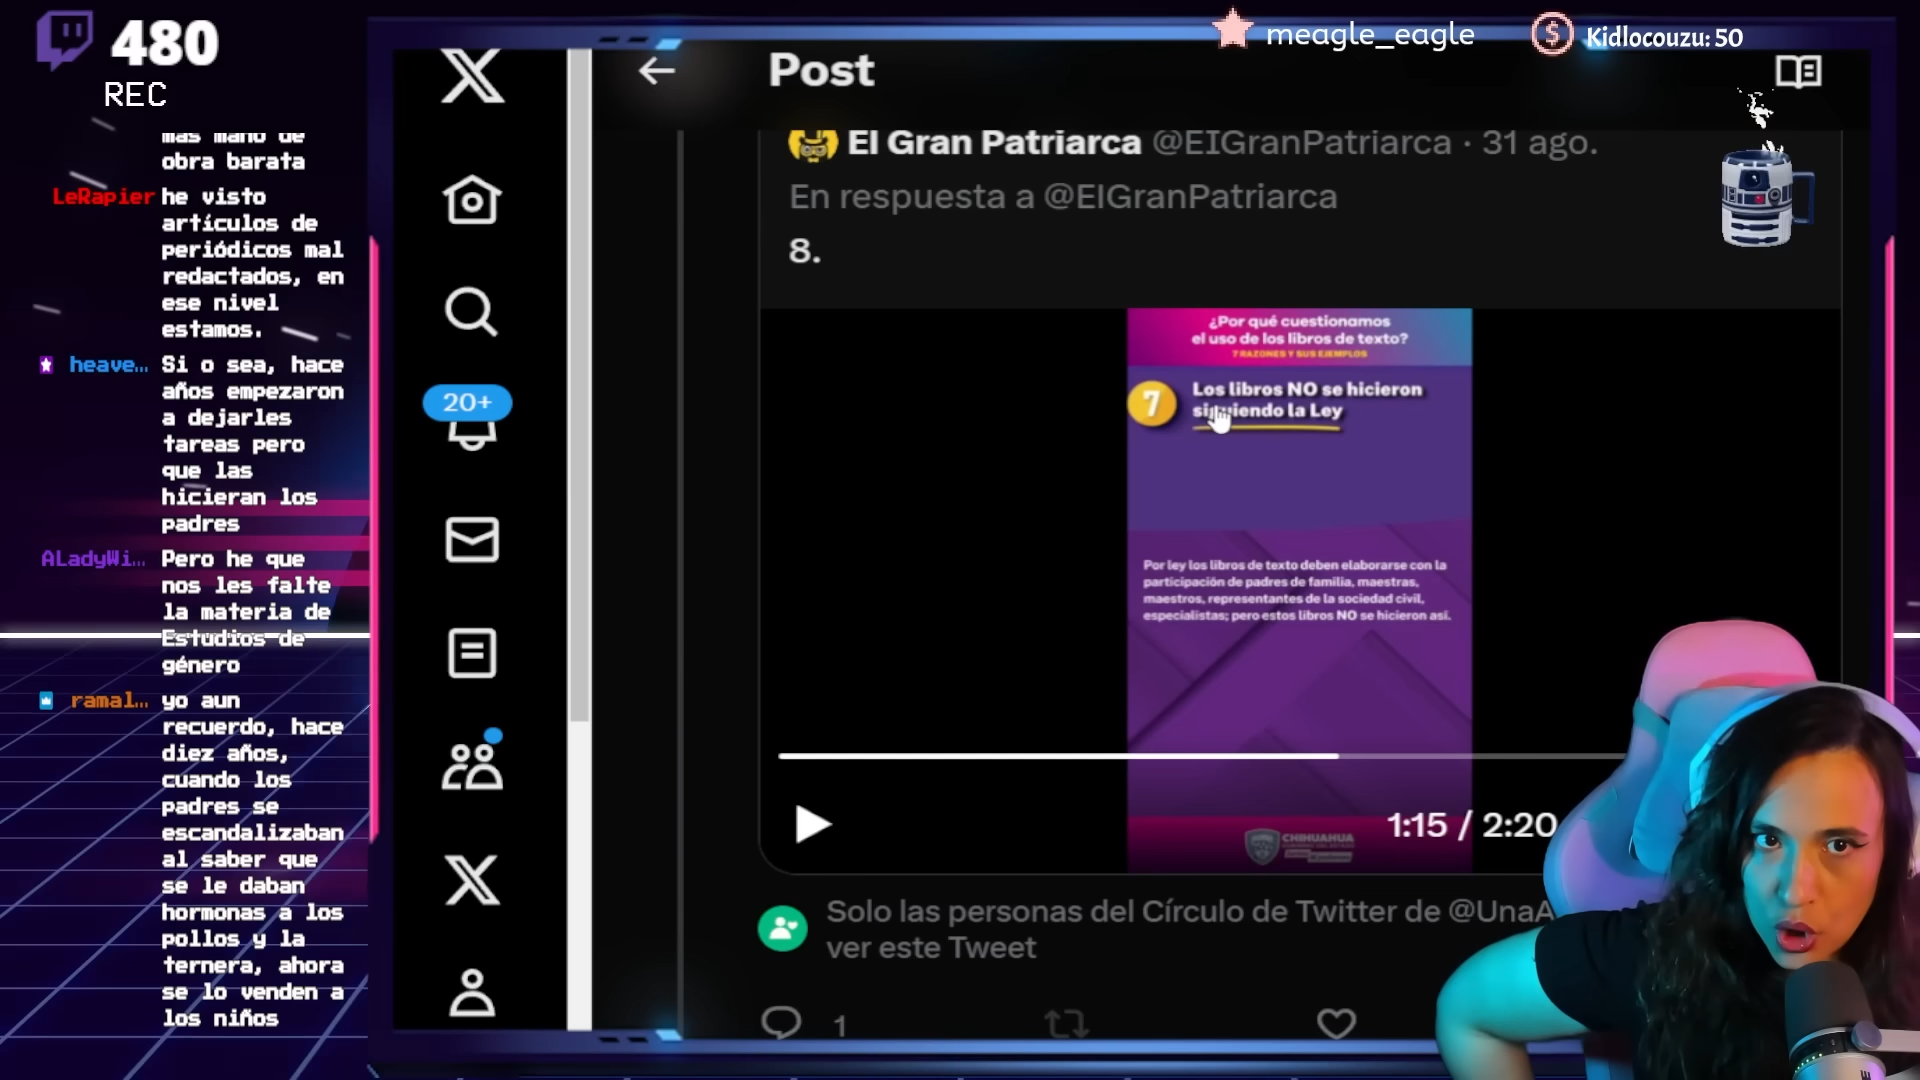 480
REC
meagle_eagle
Kidlocouzu: 50
mas mano de
obra barata
LeRapier he visto
artículos de
periódicos mal
redactados, en
ese nivel
estamos.
heave... Si o sea, hace
años empezaron
a dejarles
tareas pero
que las
hicieran los
padres
ALadyWi... Pero he que
nos les falte
la materia de
Estudios de
género
ramal... yo aun
recuerdo, hace
diez años,
cuando los
padres se
escandalizaban
al saber que
se le daban
hormonas a los
pollos y la
ternera, ahora
se lo venden a
los niños
20+
Post
El Gran Patriarca @EIGranPatriarca · 31 ago.
En respuesta a @EIGranPatriarca
8.
¿Por qué cuestionamos
el uso de los libros de texto?
7 RAZONES Y SUS EJEMPLOS
7
Los libros NO se hicieron
siguiendo la Ley
Por ley los libros de texto deben elaborarse con la
participación de padres de familia, maestras,
maestros, representantes de la sociedad civil,
especialistas; pero estos libros NO se hicieron así.
CHIHUAHUA
1:15 / 2:20
Solo las personas del Círculo de Twitter de @UnaA
ver este Tweet
1